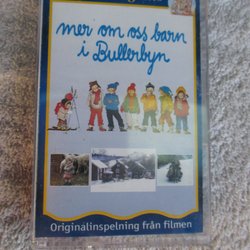 mer om oss barn
i Bullerbyn
Originalinspelning från filmen